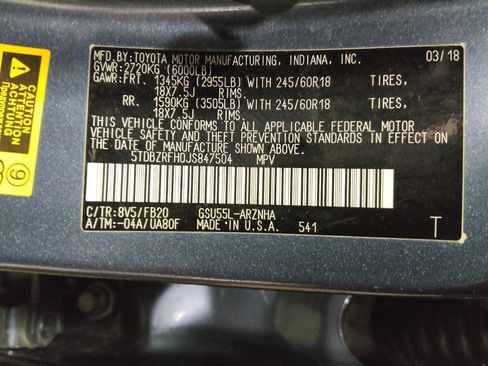 MFD.BY:TOYOTA MOTOR MANUFACTURING, INDIANA, INC. 03/18
GVWR:2720KG (6000LB)
GAWR:FRT. 1345KG (2955LB) WITH 245/60R18 TIRES,
18X7.5J RIMS,
RR. 1590KG (3505LB) WITH 245/60R18 TIRES,
18X7.5J RIMS,
THIS VEHICLE CONFORMS TO ALL APPLICABLE FEDERAL MOTOR
VEHICLE SAFETY AND THEFT PREVENTION STANDARDS IN EFFECT ON
THE DATE OF MANUFACTURE SHOWN ABOVE.
5TDBZRFH0JS847504 MPV
C/TR:8V5/FB20 GSU55L-ARZNHA
A/TM:-04A/UA80F MADE IN U.S.A. 541 T
CAUTION
ATTENTION
ACHTUNG
9